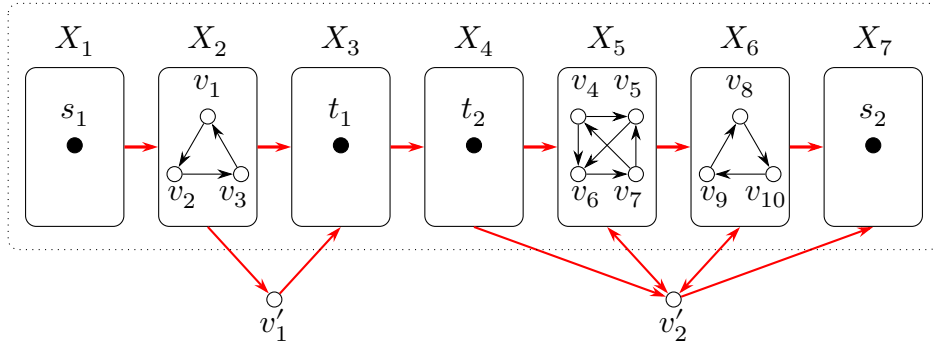 X₁ X₂ X₃ X₄ X₅ X₆ X₇
v₁ v₄ v₅ v₈
s₁ t₁ t₂ s₂
v₂ v₃ v₆ v₇ v₉ v₁₀
v′₁ v′₂